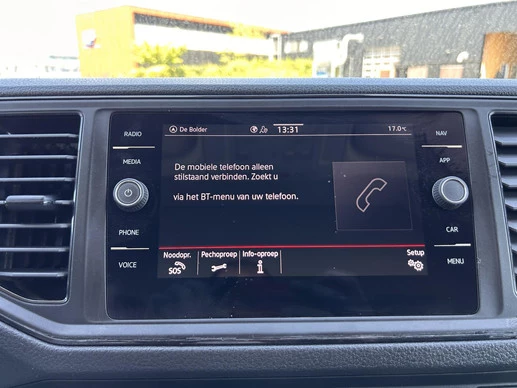 RADIO
MEDIA
PHONE
VOICE
De Bolder
13:31
17.0°C
De mobiele telefoon alleen
stilstand verbinden. Zoekt u
via het BT-menu van uw telefoon.
Noodopr.
SOS
Pechoproep
Info-oproep
Setup
NAV
APP
CAR
MENU